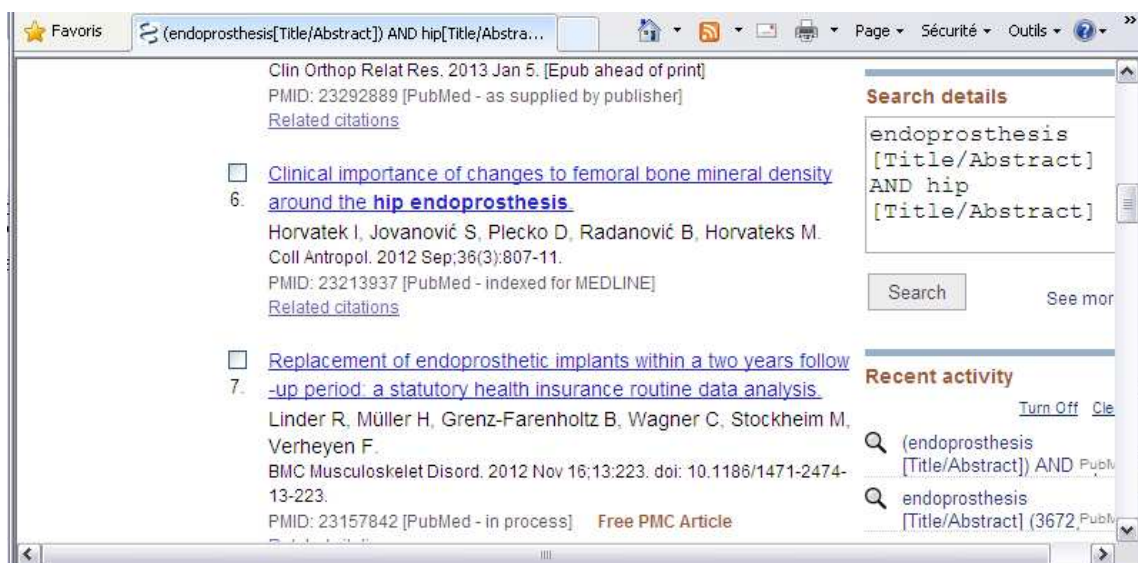 Favoris
(endoprosthesis[Title/Abstract]) AND hip[Title/Abstra...
Page
Sécurité
Outils
»
Clin Orthop Relat Res. 2013 Jan 5. [Epub ahead of print]
PMID: 23292889 [PubMed - as supplied by publisher]
Related citations
6.
Clinical importance of changes to femoral bone mineral density
around the hip endoprosthesis.
Horvatek I, Jovanović S, Plecko D, Radanović B, Horvateks M.
Coll Antropol. 2012 Sep;36(3):807-11.
PMID: 23213937 [PubMed - indexed for MEDLINE]
Related citations
7.
Replacement of endoprosthetic implants within a two years follow
-up period: a statutory health insurance routine data analysis.
Linder R, Müller H, Grenz-Farenholtz B, Wagner C, Stockheim M,
Verheyen F.
BMC Musculoskelet Disord. 2012 Nov 16;13:223. doi: 10.1186/1471-2474-
13-223.
PMID: 23157842 [PubMed - in process] Free PMC Article
Search details
endoprosthesis
[Title/Abstract]
AND hip
[Title/Abstract]
Search
See mor
Recent activity
Turn Off Cle
(endoprosthesis
[Title/Abstract]) AND PubM
endoprosthesis
[Title/Abstract] (3672 PubM